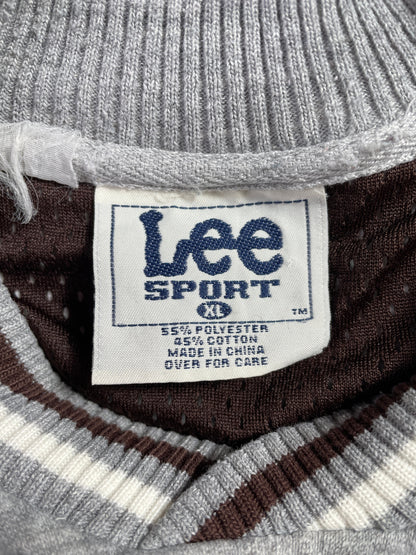 Lee
SPORT
XL
TM
55% POLYESTER
45% COTTON
MADE IN CHINA
OVER FOR CARE